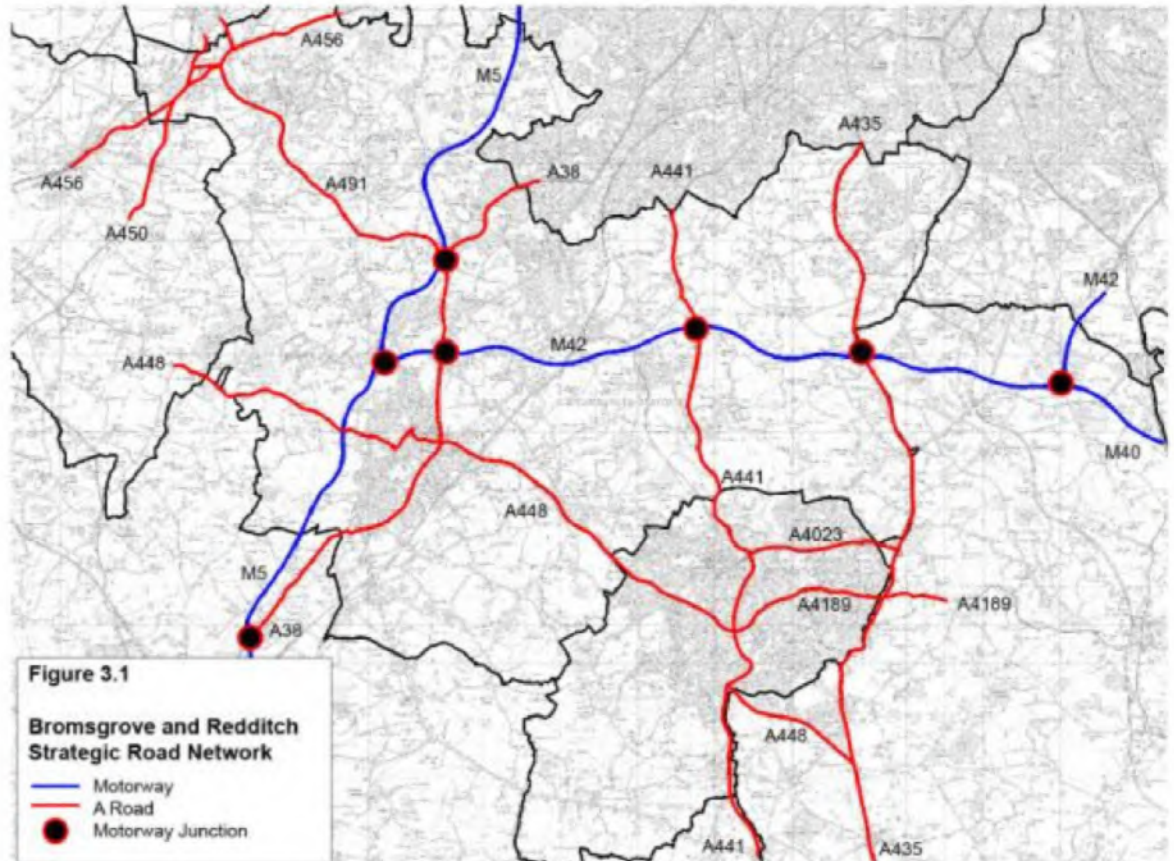 A456
M5
A435
A456
A491
A38
A441
A450
M42
A448
M42
M40
A441
A448
A4023
M5
A4189
A4189
A38
Figure 3.1
Bromsgrove and Redditch
Strategic Road Network
Motorway
A Road
Motorway Junction
A448
A441
A435